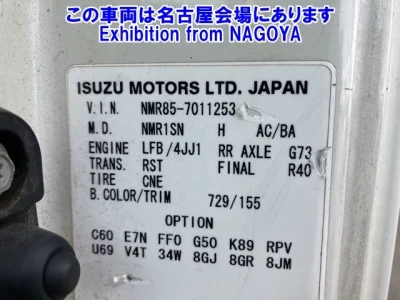 この車両は名古屋会場にあります
Exhibition from NAGOYA
ISUZU MOTORS LTD. JAPAN
V.I.N. NMR85-7011253
M.D. NMR1SN H AC/BA
ENGINE LFB/4JJ1 RR AXLE G73
TRANS. RST FINAL R40
TIRE CNE
B.COLOR/TRIM 729/155
OPTION
C60 E7N FF0 G50 K89 RPV
U69 V4T 34W 8GJ 8GR 8JM